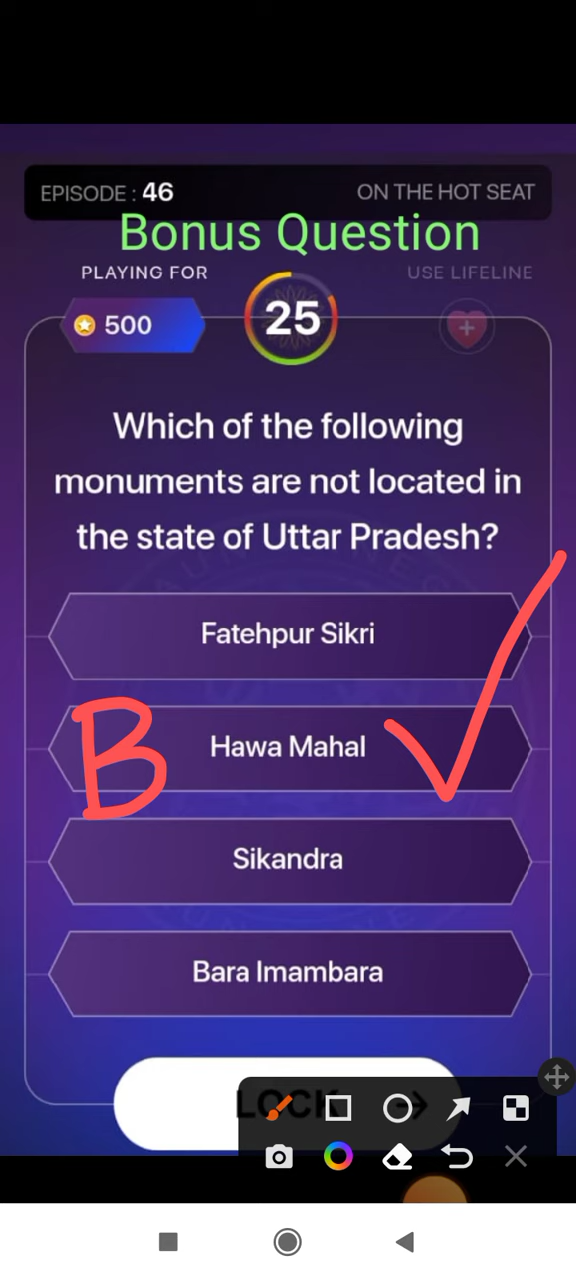 EPISODE : 46
ON THE HOT SEAT
Bonus Question
PLAYING FOR
USE LIFELINE
500
25
Which of the following
monuments are not located in
the state of Uttar Pradesh?
Fatehpur Sikri
B
Hawa Mahal
Sikandra
Bara Imambara
LOCK